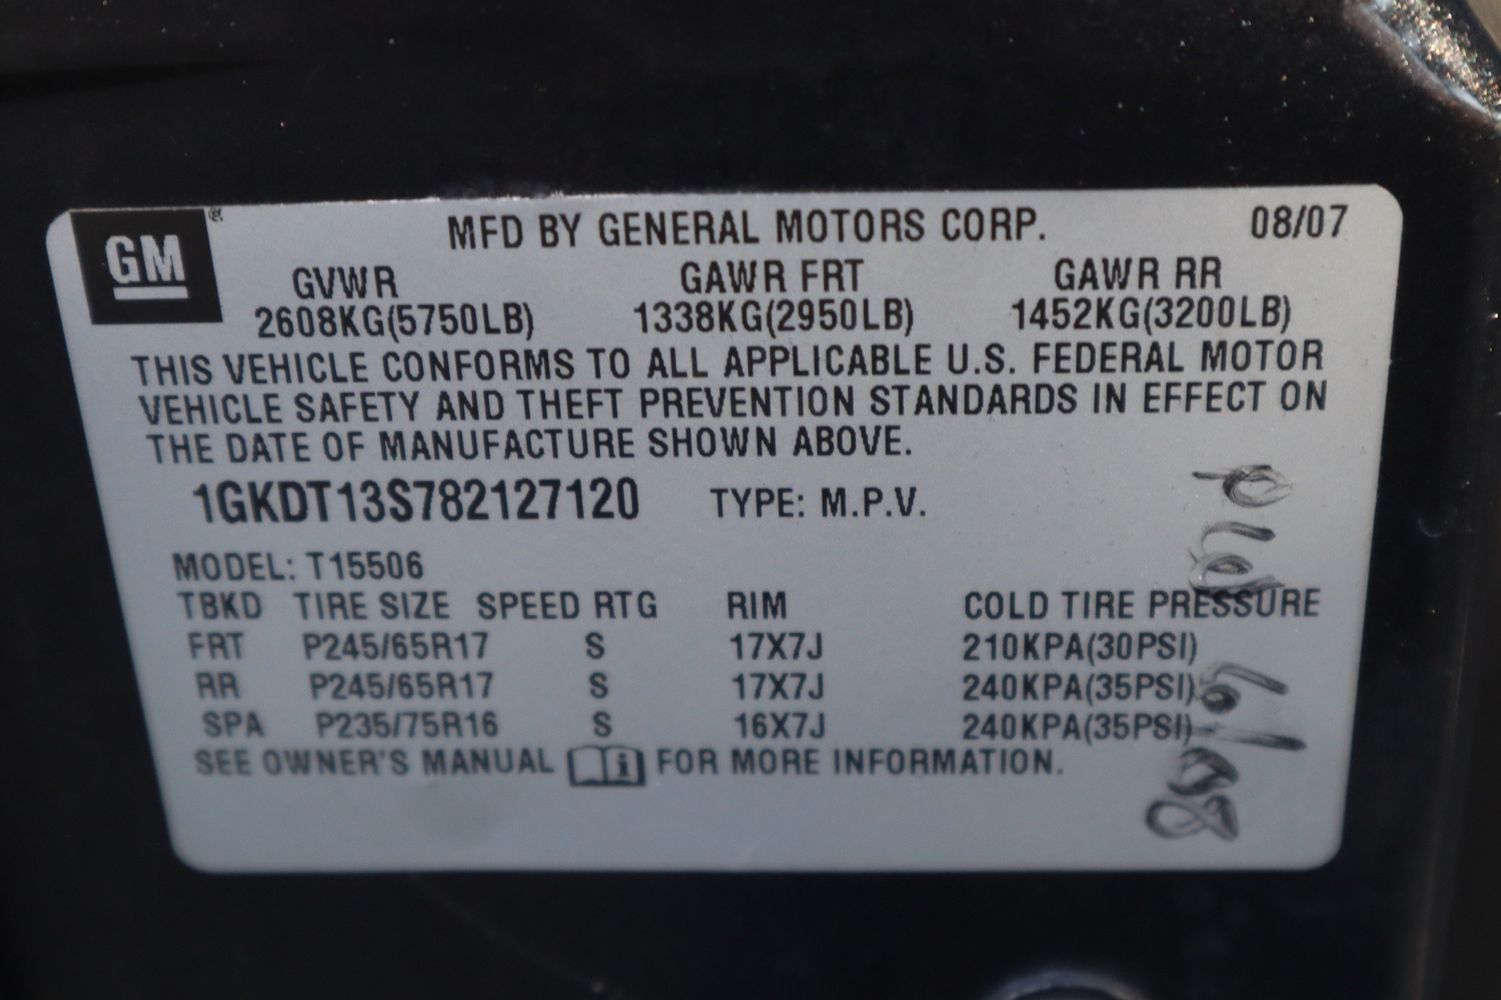 GM ® MFD BY GENERAL MOTORS CORP. 08/07
GVWR GAWR FRT GAWR RR
2608KG(5750LB) 1338KG(2950LB) 1452KG(3200LB)
THIS VEHICLE CONFORMS TO ALL APPLICABLE U.S. FEDERAL MOTOR
VEHICLE SAFETY AND THEFT PREVENTION STANDARDS IN EFFECT ON
THE DATE OF MANUFACTURE SHOWN ABOVE.
1GKDT13S782127120 TYPE: M.P.V.
MODEL: T15506
TBKD TIRE SIZE SPEED RTG RIM COLD TIRE PRESSURE
FRT P245/65R17 S 17X7J 210KPA(30PSI)
RR P245/65R17 S 17X7J 240KPA(35PSI)
SPA P235/75R16 S 16X7J 240KPA(35PSI)
SEE OWNER'S MANUAL i FOR MORE INFORMATION.